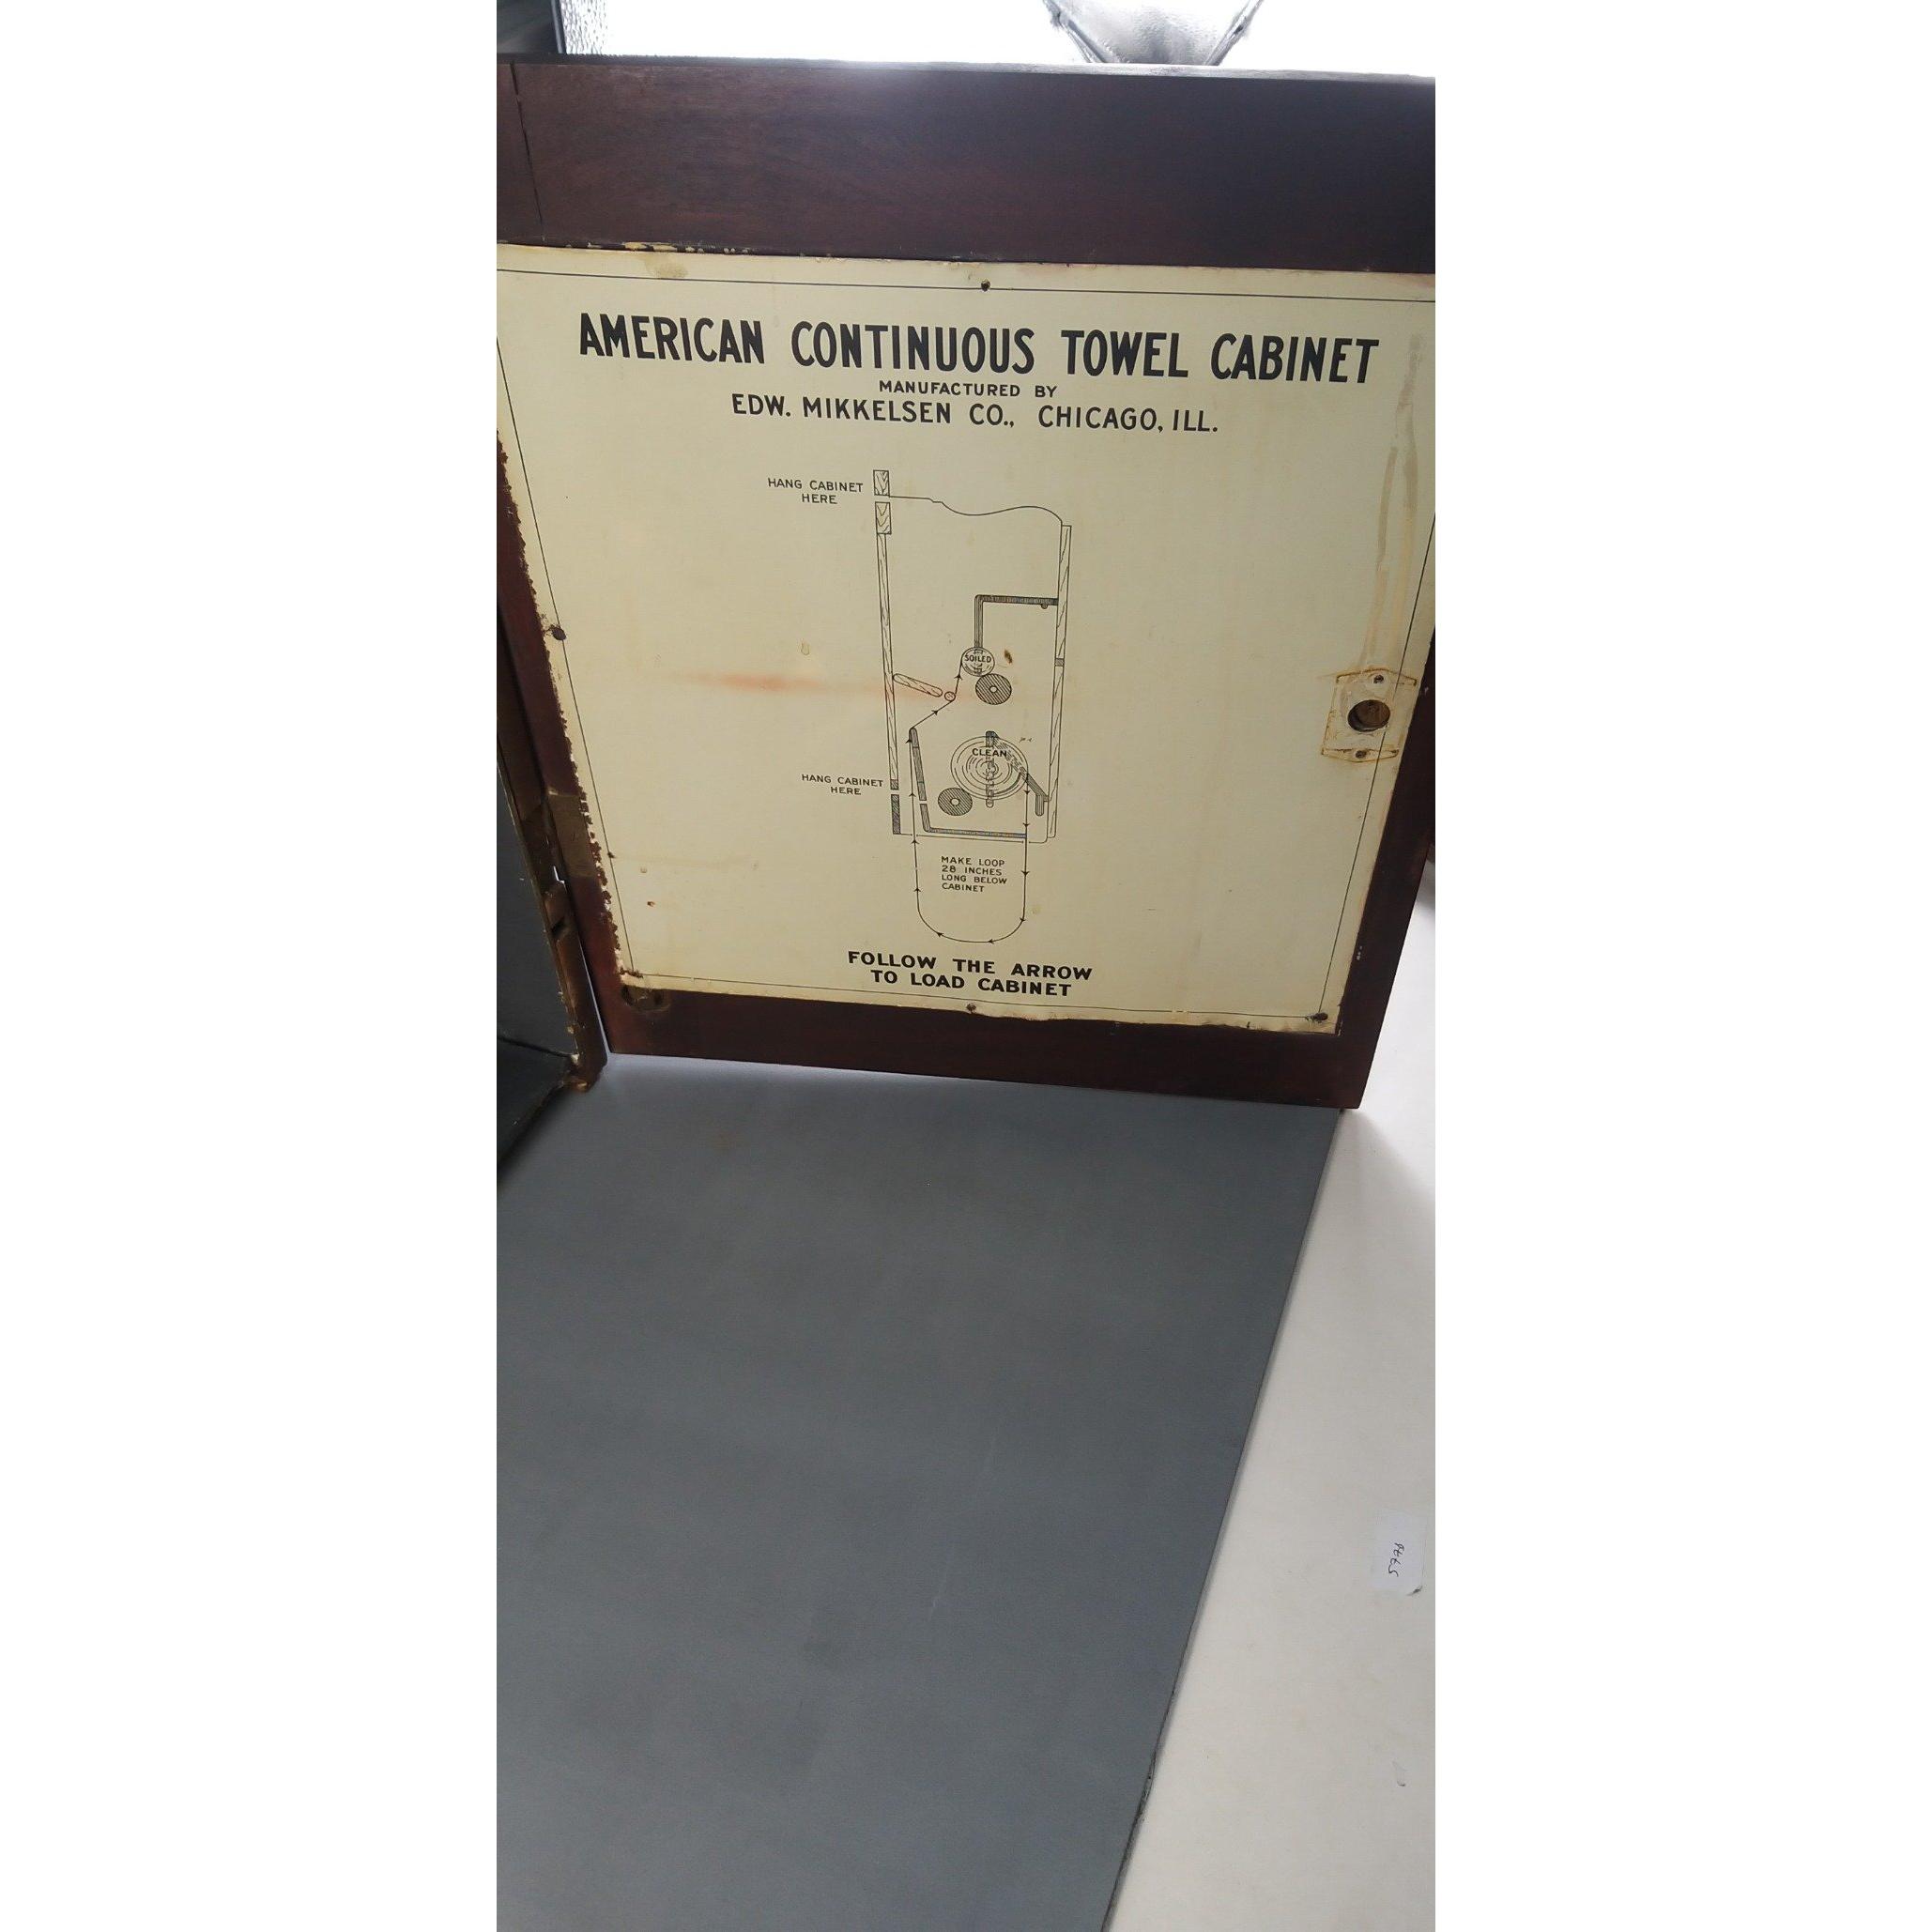 AMERICAN CONTINUOUS TOWEL CABINET
MANUFACTURED BY
EDW. MIKKELSEN CO., CHICAGO, ILL.
HANG CABINET
HERE
SOILED
CLEAN
HANG CABINET
HERE
MAKE LOOP
28 INCHES
LONG BELOW
CABINET
FOLLOW THE ARROW
TO LOAD CABINET